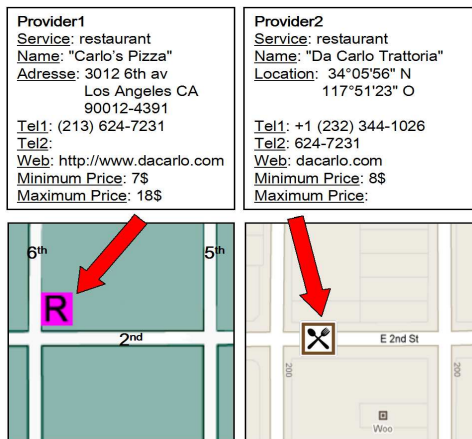 Provider1
Service: restaurant
Name: "Carlo's Pizza"
Adresse: 3012 6th av
Los Angeles CA
90012-4391
Tel1: (213) 624-7231
Tel2:
Web: http://www.dacarlo.com
Minimum Price: 7$
Maximum Price: 18$
Provider2
Service: restaurant
Name: "Da Carlo Trattoria"
Location: 34°05'56" N
117°51'23" O
Tel1: +1 (232) 344-1026
Tel2: 624-7231
Web: dacarlo.com
Minimum Price: 8$
Maximum Price:
6th
5th
R
2nd
E 2nd St
200
200
Woo